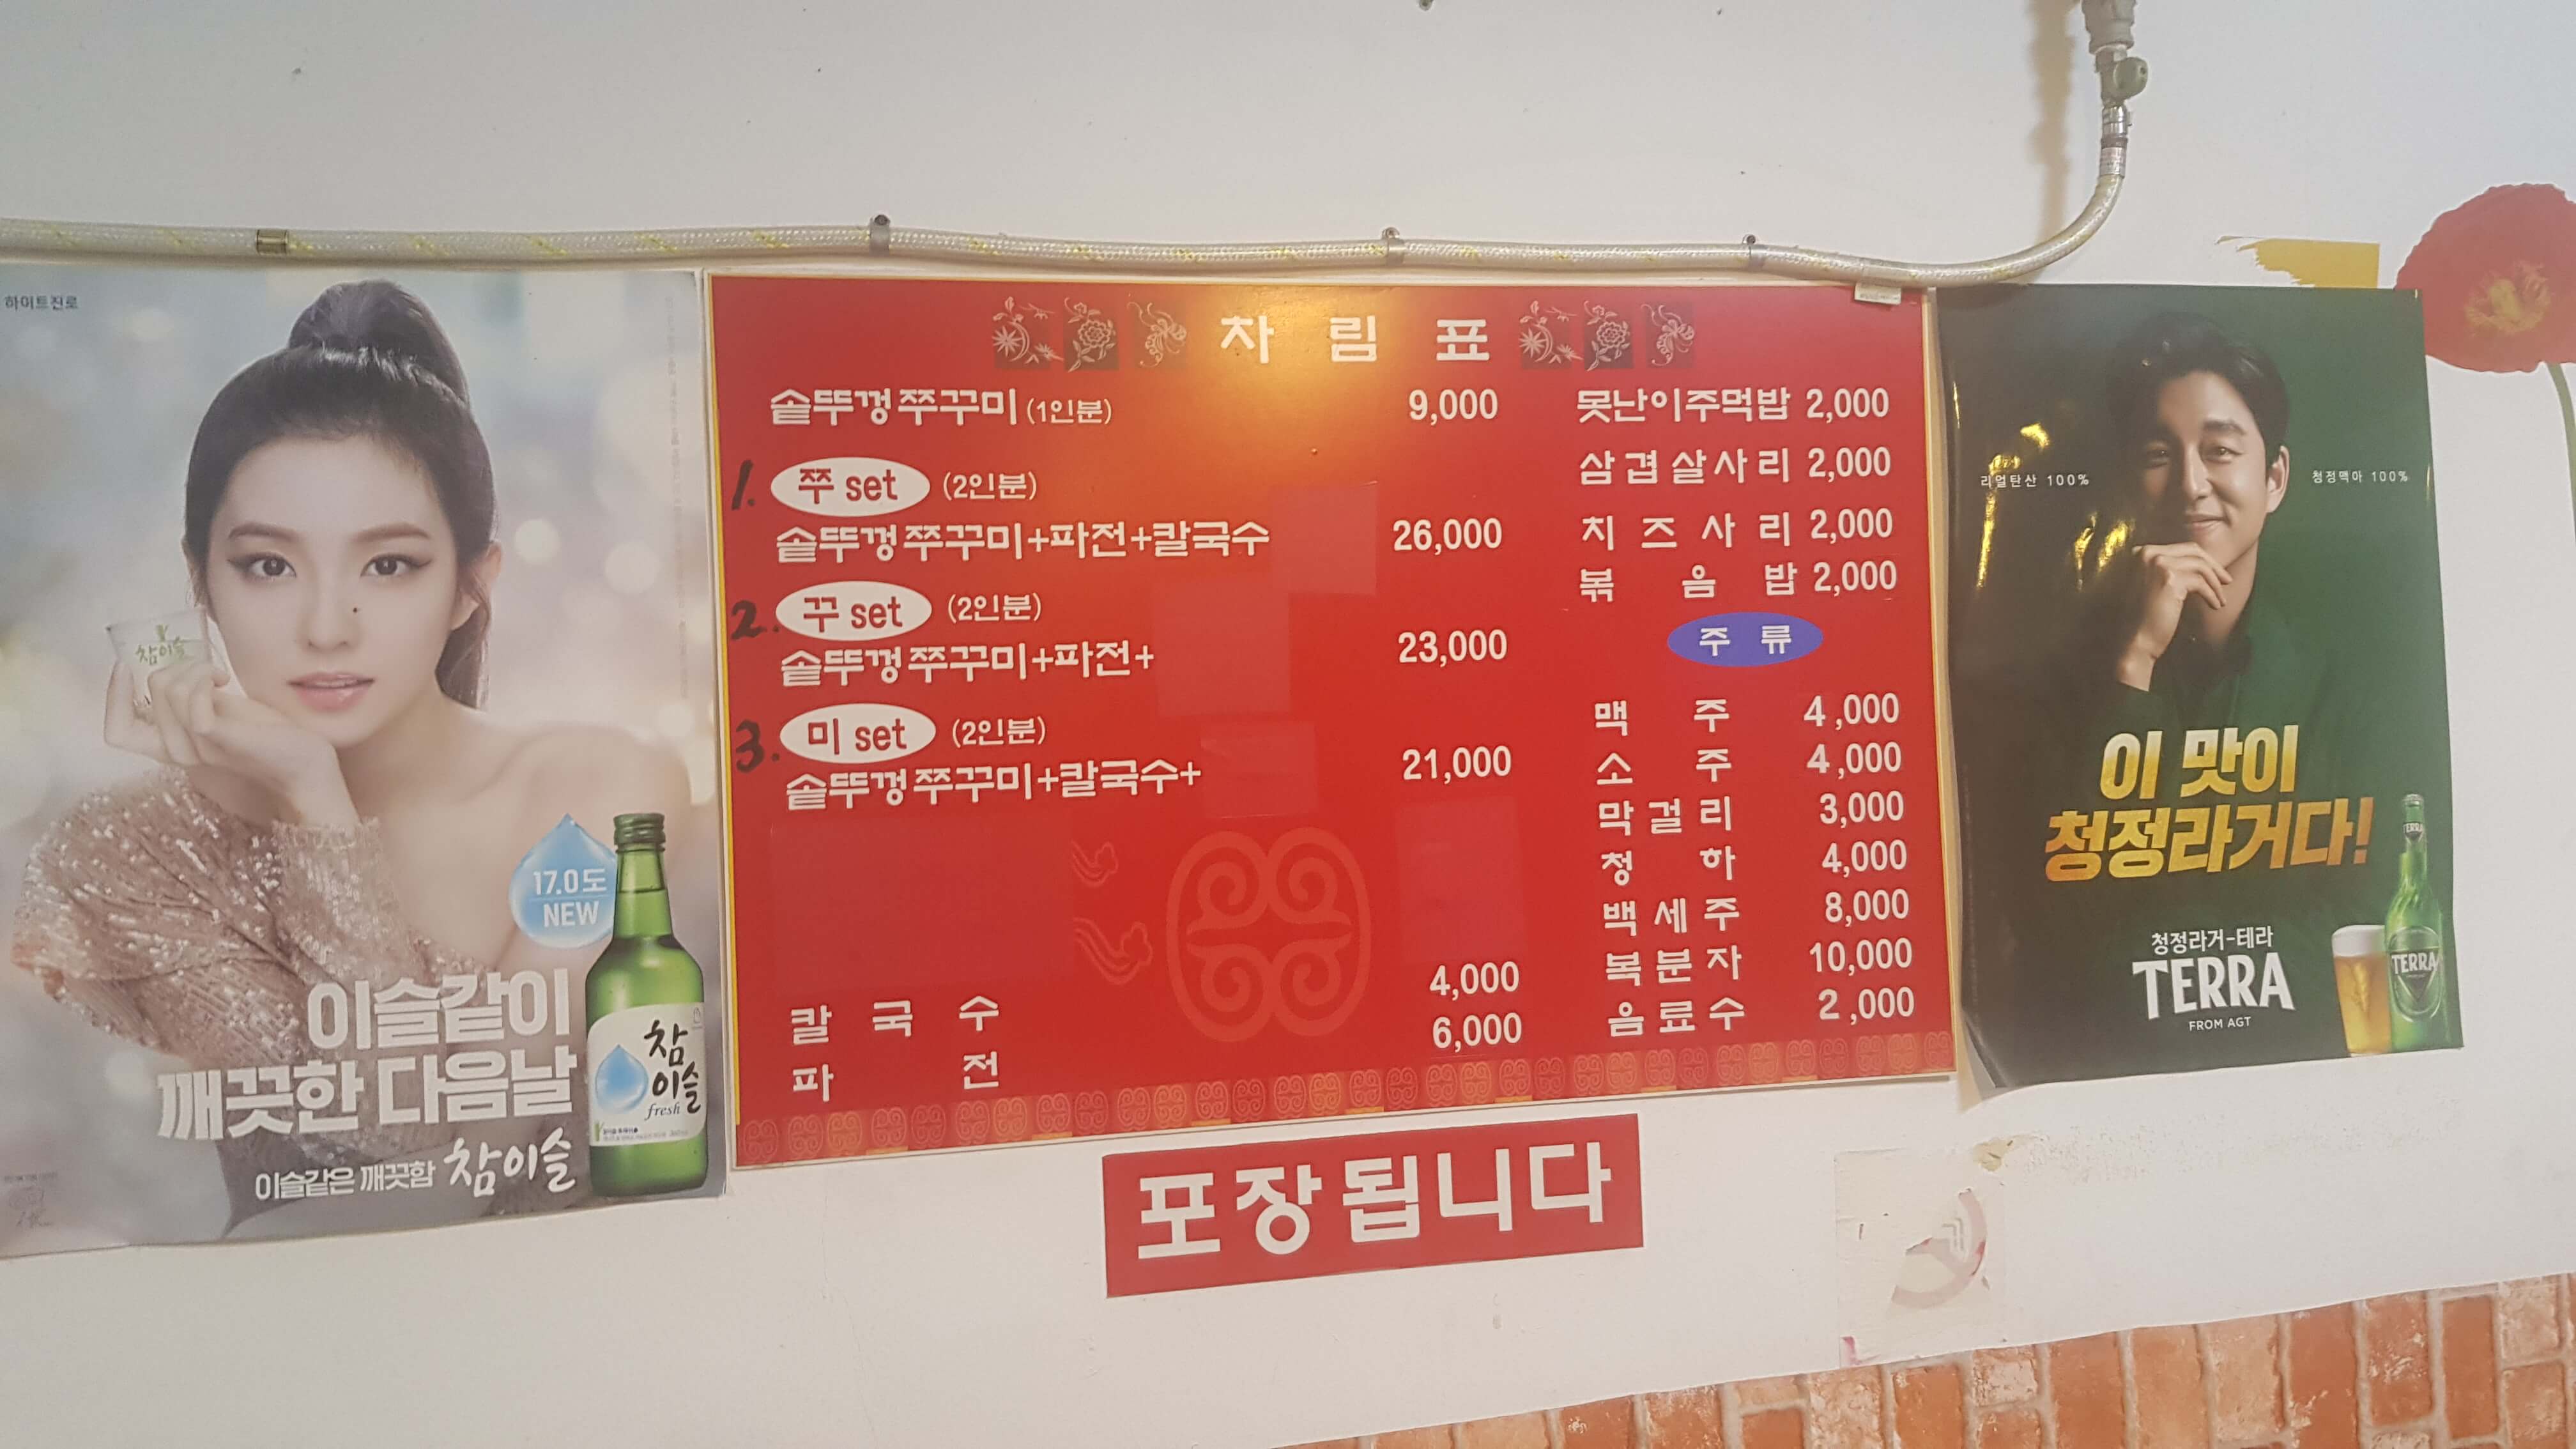 하이트진로
참이슬
17.0도
NEW
이슬같이
깨끗한 다음날
이슬같은 깨끗함 참이슬
참
이슬
fresh
차 림 표
솥뚜껑쭈꾸미 (1인분) 9,000
1. 쭈 set (2인분)
솥뚜껑쭈꾸미+파전+칼국수 26,000
2. 꾸 set (2인분)
솥뚜껑쭈꾸미+파전+ 23,000
3. 미 set (2인분)
솥뚜껑쭈꾸미+칼국수+ 21,000
칼 국 수 4,000
파 전 6,000
못난이주먹밥 2,000
삼겹살사리 2,000
치 즈 사 리 2,000
볶 음 밥 2,000
주 류
맥 주 4,000
소 주 4,000
막 걸 리 3,000
청 하 4,000
백 세 주 8,000
복 분 자 10,000
음 료 수 2,000
포장됩니다
리얼탄산 100%
청정맥아 100%
이 맛이
청정라거다!
청정라거-테라
TERRA
FROM AGT
TERRA
TERRA